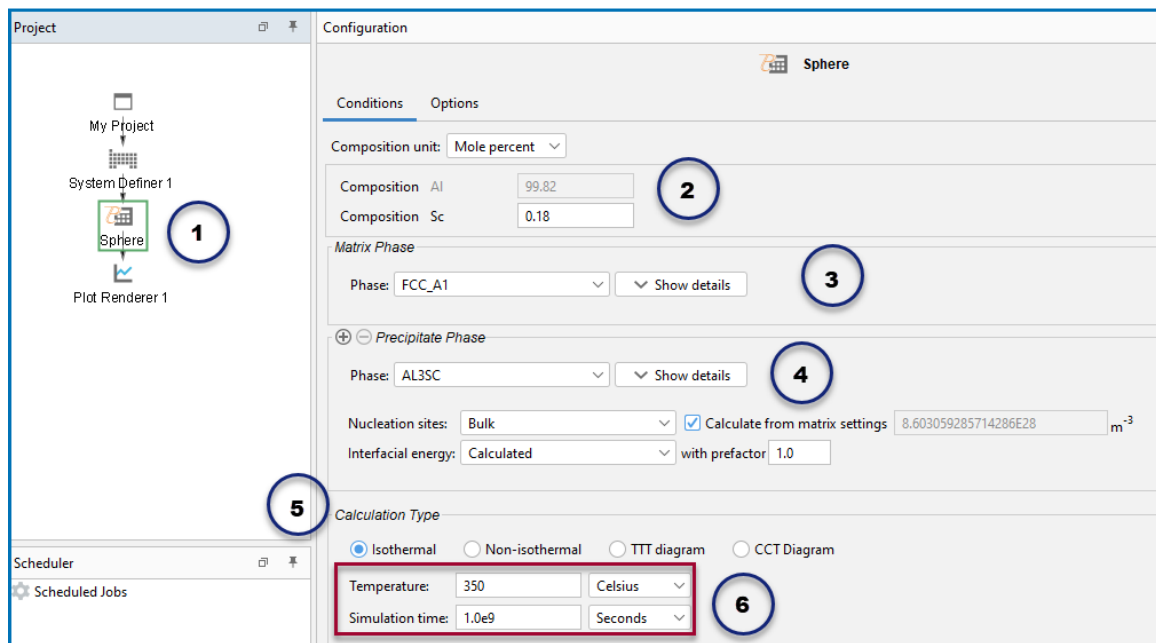 Project
My Project
System Definer 1
Sphere
1
Plot Renderer 1
Scheduler
Scheduled Jobs
Configuration
Sphere
Conditions Options
Composition unit: Mole percent
Composition Al 99.82
2
Composition Sc 0.18
Matrix Phase
Phase: FCC_A1 Show details
3
Precipitate Phase
Phase: AL3SC Show details
4
Nucleation sites: Bulk Calculate from matrix settings 8.603059285714286E28 m-3
Interfacial energy: Calculated with prefactor 1.0
5
Calculation Type
Isothermal Non-isothermal TTT diagram CCT Diagram
Temperature: 350 Celsius
6
Simulation time: 1.0e9 Seconds